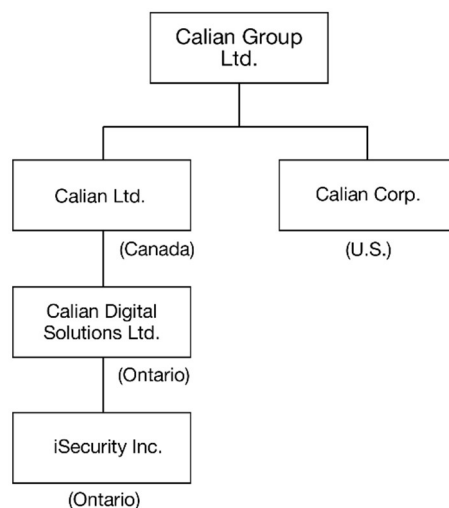 Calian Group
Ltd.
Calian Ltd.
Calian Corp.
(Canada)
(U.S.)
Calian Digital
Solutions Ltd.
(Ontario)
iSecurity Inc.
(Ontario)